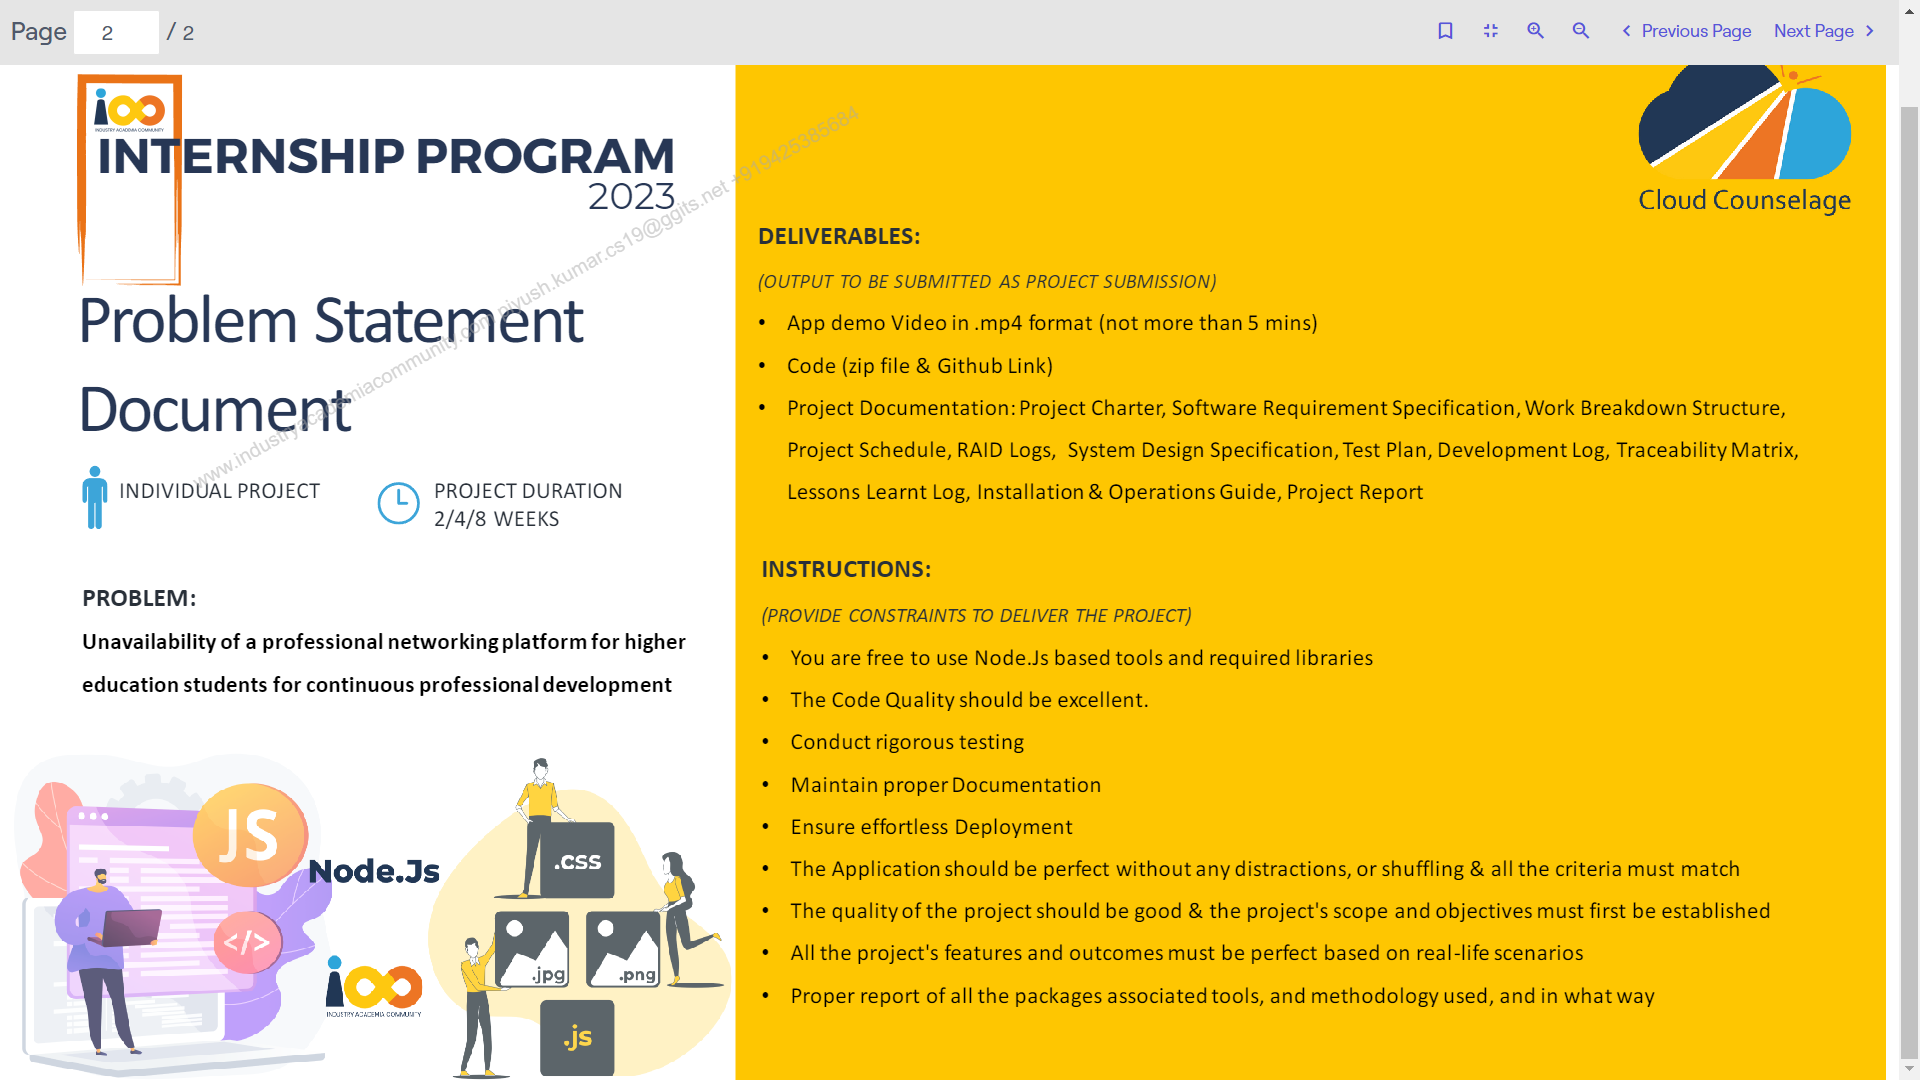 Page 2 / 2
Previous Page Next Page
INDUSTRY ACADEMIA COMMUNITY
INTERNSHIP PROGRAM
2023
Problem Statement
Document
INDIVIDUAL PROJECT
PROJECT DURATION
2/4/8 WEEKS
PROBLEM:
Unavailability of a professional networking platform for higher
education students for continuous professional development
JS
</>
Node.Js
INDUSTRY ACADEMIA COMMUNITY
.css
.jpg
.png
.js
www.industryacademiacommunity.com piyush.kumar.cs19@ggits.net +919425385684
Cloud Counselage
DELIVERABLES:
(OUTPUT TO BE SUBMITTED AS PROJECT SUBMISSION)
• App demo Video in .mp4 format (not more than 5 mins)
• Code (zip file & Github Link)
• Project Documentation: Project Charter, Software Requirement Specification, Work Breakdown Structure,
Project Schedule, RAID Logs, System Design Specification, Test Plan, Development Log, Traceability Matrix,
Lessons Learnt Log, Installation & Operations Guide, Project Report
INSTRUCTIONS:
(PROVIDE CONSTRAINTS TO DELIVER THE PROJECT)
• You are free to use Node.Js based tools and required libraries
• The Code Quality should be excellent.
• Conduct rigorous testing
• Maintain proper Documentation
• Ensure effortless Deployment
• The Application should be perfect without any distractions, or shuffling & all the criteria must match
• The quality of the project should be good & the project's scope and objectives must first be established
• All the project's features and outcomes must be perfect based on real-life scenarios
• Proper report of all the packages associated tools, and methodology used, and in what way